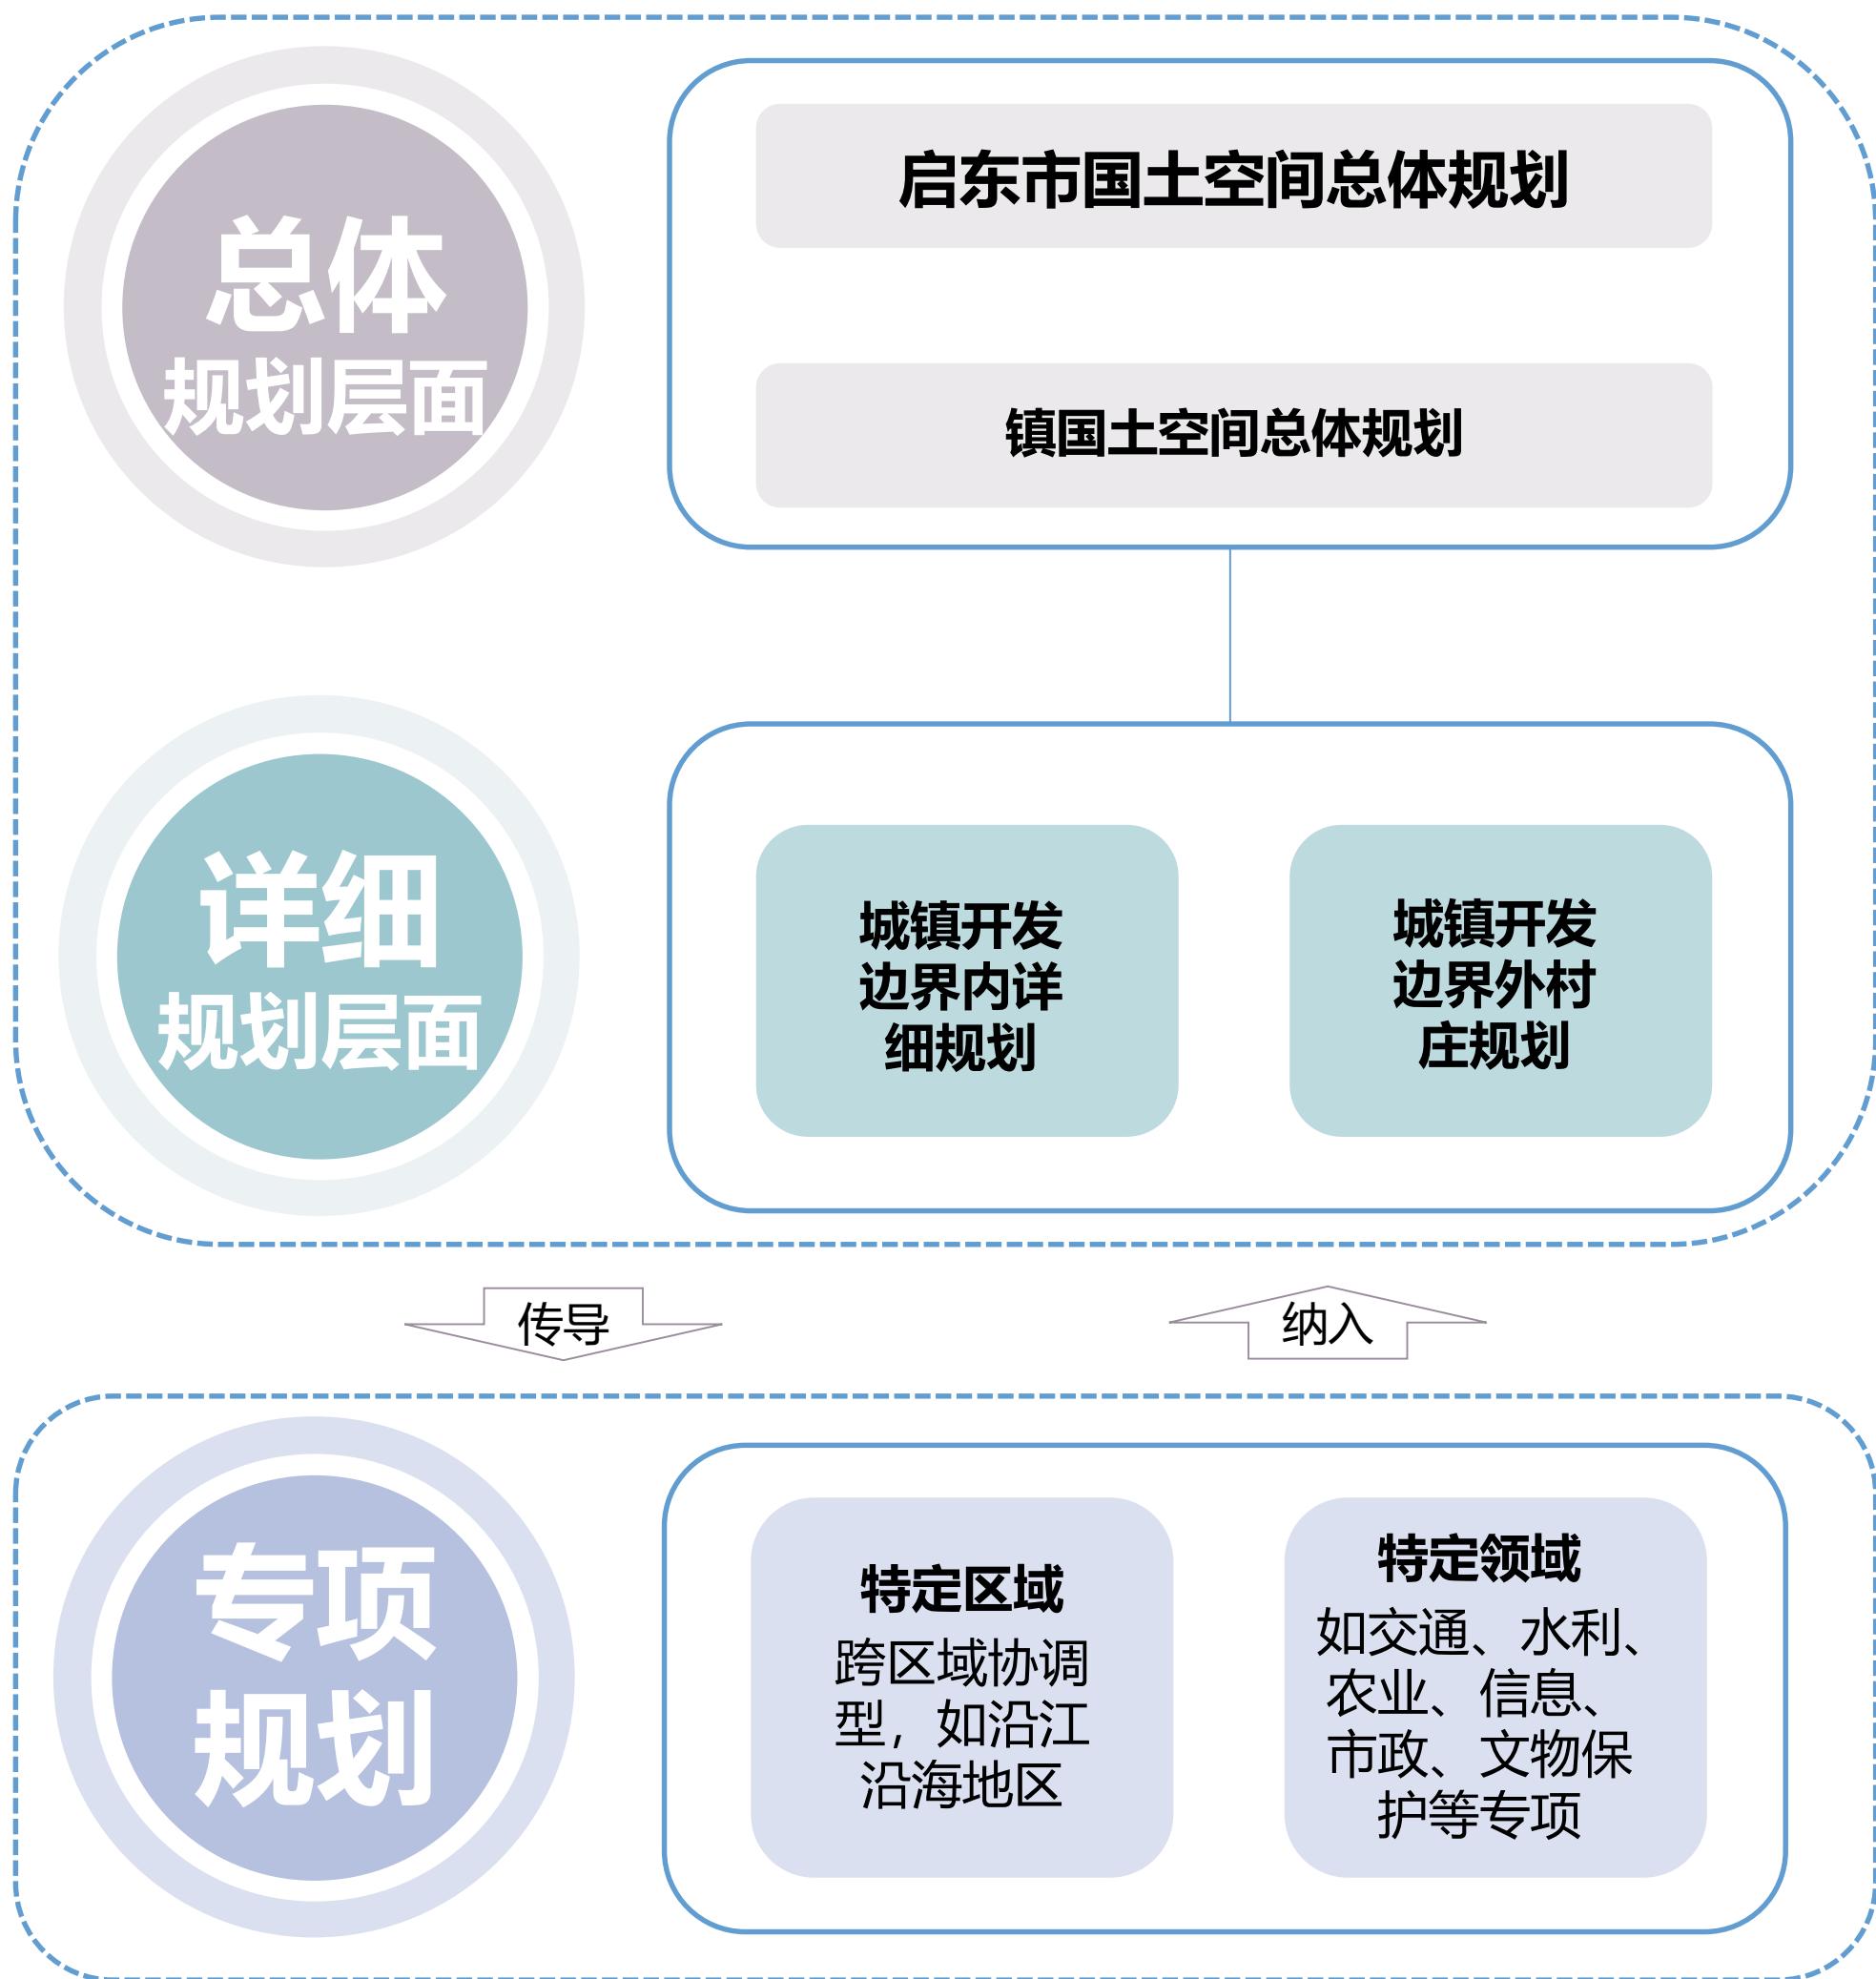 总体
规划层面
启东市国土空间总体规划
镇国土空间总体规划
详细
规划层面
城镇开发
边界内详
细规划
城镇开发
边界外村
庄规划
传导
纳入
专项
规划
特定区域
跨区域协调
型，如沿江
沿海地区
特定领域
如交通、水利、
农业、信息、
市政、文物保
护等专项